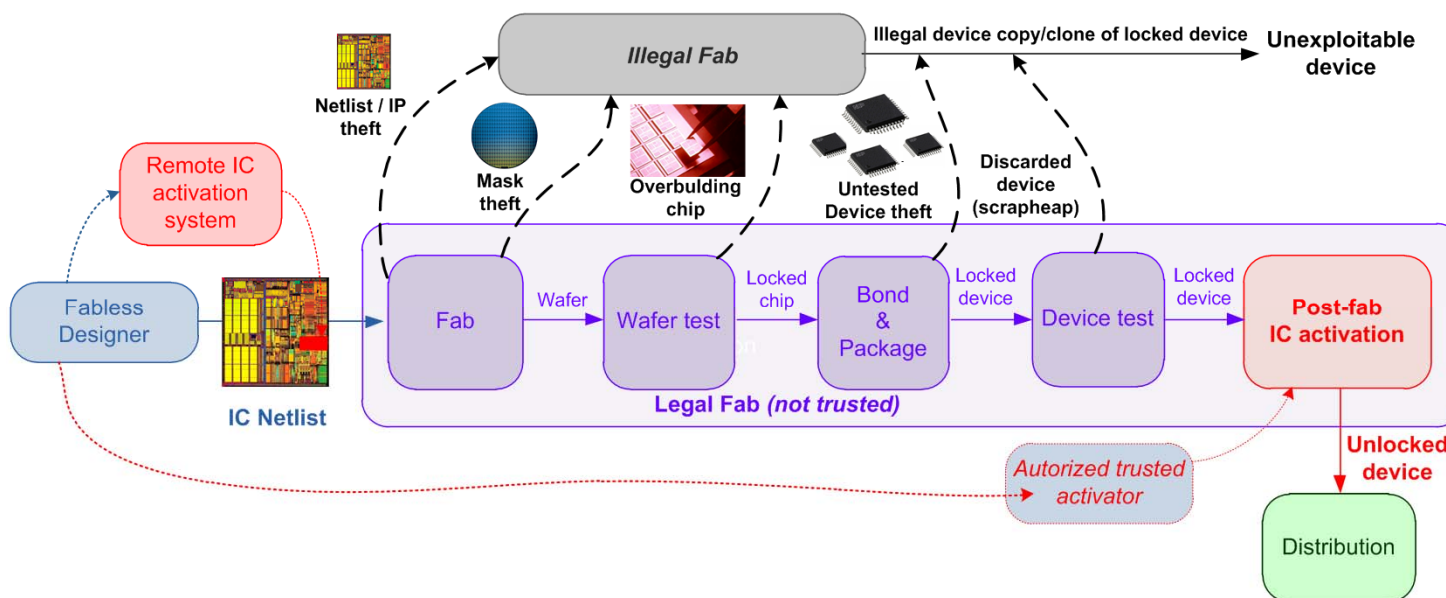 Illegal Fab
Illegal device copy/clone of locked device
Unexploitable
device
Netlist / IP
theft
Mask
theft
Overbulding
chip
Untested
Device theft
Discarded
device
(scrapheap)
Remote IC
activation
system
Fabless
Designer
IC Netlist
Fab
Wafer
Wafer test
Locked
chip
Bond
&
Package
Locked
device
Device test
Locked
device
Post-fab
IC activation
on
Legal Fab (not trusted)
Autorized trusted
activator
Unlocked
device
Distribution